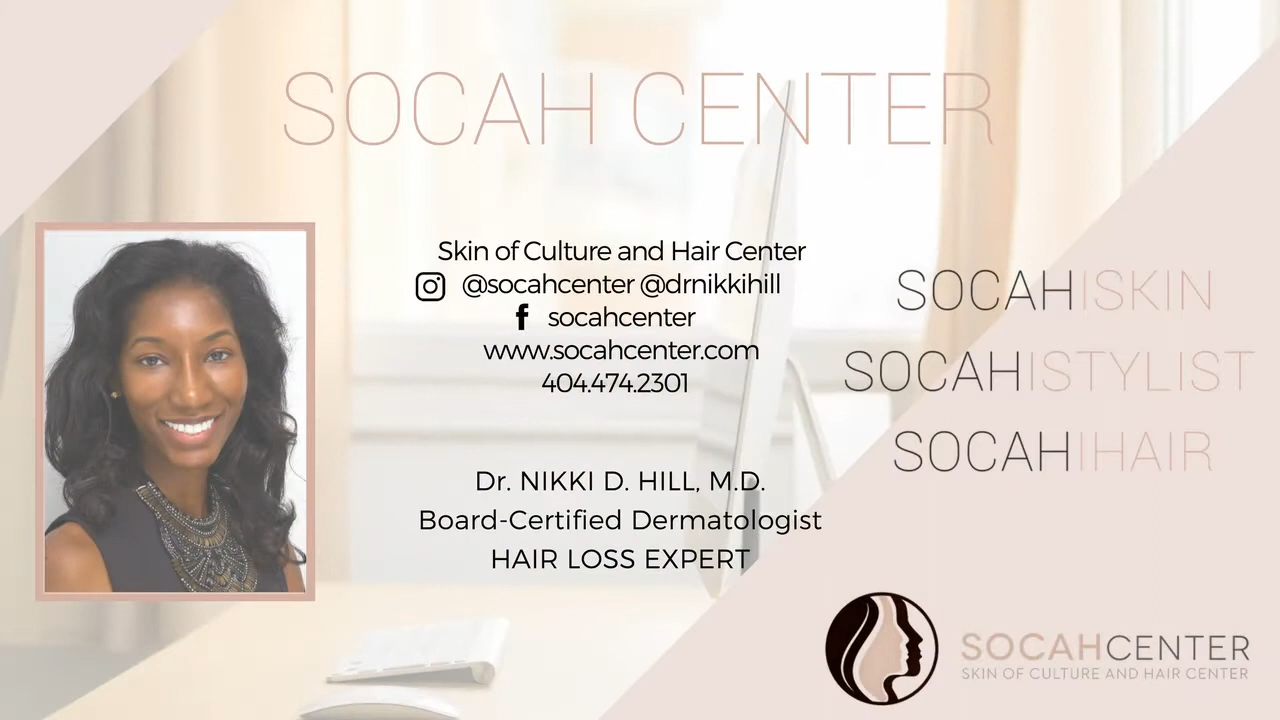 SOCAH CENTER
Skin of Culture and Hair Center
@socahcenter @drnikkihill
socahcenter
www.socahcenter.com
404.474.2301
Dr. NIKKI D. HILL, M.D.
Board-Certified Dermatologist
HAIR LOSS EXPERT
SOCAHISKIN
SOCAHISTYLIST
SOCAHIHAIR
SOCAHCENTER
SKIN OF CULTURE AND HAIR CENTER